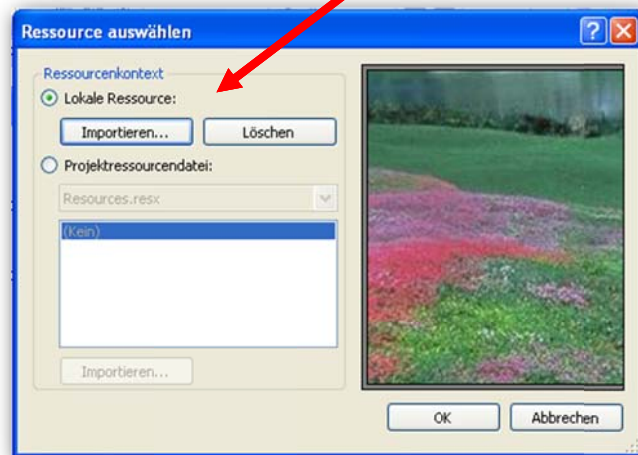 Ressource auswählen
Ressourcenkontext
Lokale Ressource:
Importieren... Löschen
Projektressourcendatei:
Resources.resx
(Kein)
Importieren...
OK Abbrechen